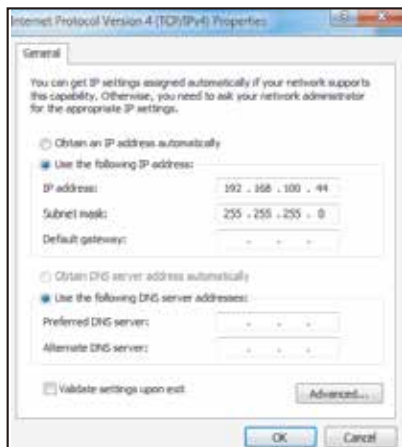 Internet Protocol Version 4 (TCP/IPv4) Properties
General
You can get IP settings assigned automatically if your network supports
this capability. Otherwise, you need to ask your network administrator
for the appropriate IP settings.
Obtain an IP address automatically
Use the following IP address:
IP address: 192 . 168 . 100 . 44
Subnet mask: 255 . 255 . 255 . 0
Default gateway: . . .
Obtain DNS server address automatically
Use the following DNS server addresses:
Preferred DNS server: . . .
Alternate DNS server: . . .
Validate settings upon exit
Advanced...
OK Cancel